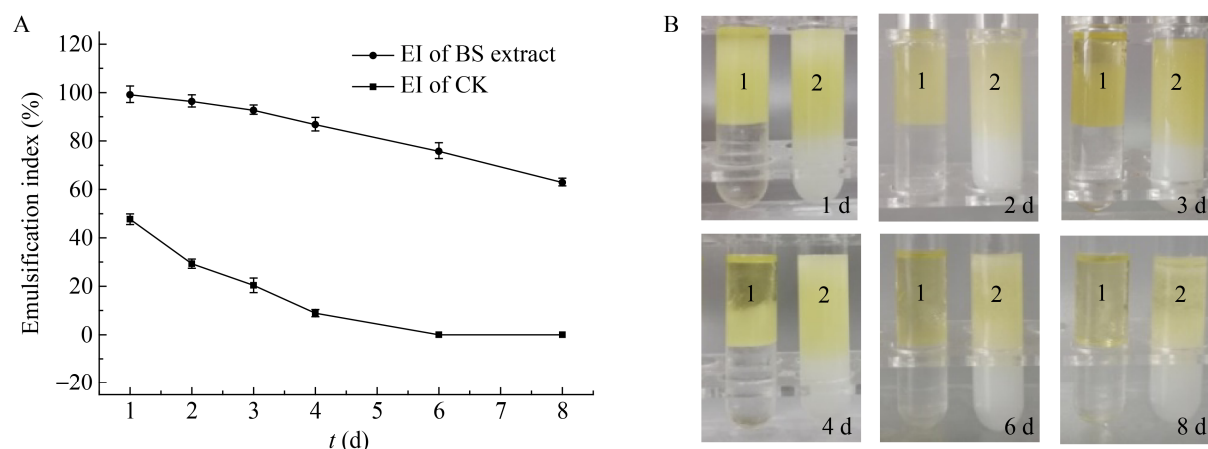 A
120
100
80
60
40
20
0
−20
Emulsification index (%)
EI of BS extract
EI of CK
1 2 3 4 5 6 7 8
t (d)
B
1 2
1 d
1 2
2 d
1 2
3 d
1 2
4 d
1 2
6 d
1 2
8 d